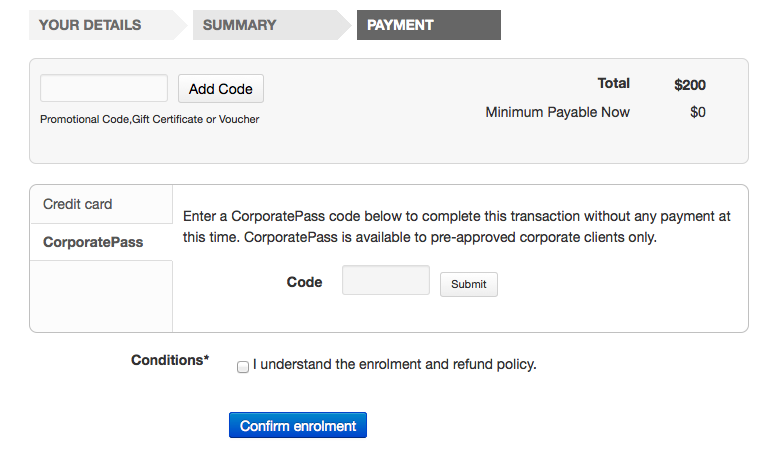 YOUR DETAILS
SUMMARY
PAYMENT
Add Code
Promotional Code,Gift Certificate or Voucher
Total $200
Minimum Payable Now $0
Credit card
CorporatePass
Enter a CorporatePass code below to complete this transaction without any payment at
this time. CorporatePass is available to pre-approved corporate clients only.
Code
Submit
Conditions*
I understand the enrolment and refund policy.
Confirm enrolment